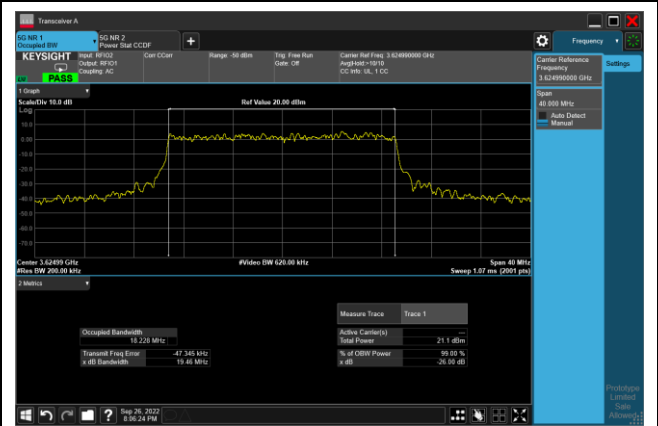 Transceiver A
5G NR 1
Occupied BW
5G NR 2
Power Stat CCDF
Frequency
KEYSIGHT
PASS
Input: RFIO2
Output: RFIO1
Coupling: AC
Corr CCorr
Range: -50 dBm
Trig: Free Run
Gate: Off
Carrier Ref Freq: 3.624990000 GHz
Avg|Hold:>10/10
CC Info: UL, 1 CC
Carrier Reference
Frequency
3.624990000 GHz
Settings
Span
40.000 MHz
Auto Detect
Manual
1 Graph
Scale/Div 10.0 dB
Ref Value 20.00 dBm
Log
10.0
0.00
-10.0
-20.0
-30.0
-40.0
-50.0
-60.0
-70.0
Center 3.62499 GHz
#Video BW 620.00 kHz
Span 40 MHz
#Res BW 200.00 kHz
Sweep 1.07 ms (2001 pts)
2 Metrics
Measure Trace
Trace 1
Occupied Bandwidth
18.228 MHz
Active Carrier(s)
---
Total Power
21.1 dBm
Transmit Freq Error
-47.345 kHz
x dB Bandwidth
19.46 MHz
% of OBW Power
99.00 %
x dB
-26.00 dB
Sep 26, 2022
8:06:24 PM
Prototype
Limited
Sale
Allowed